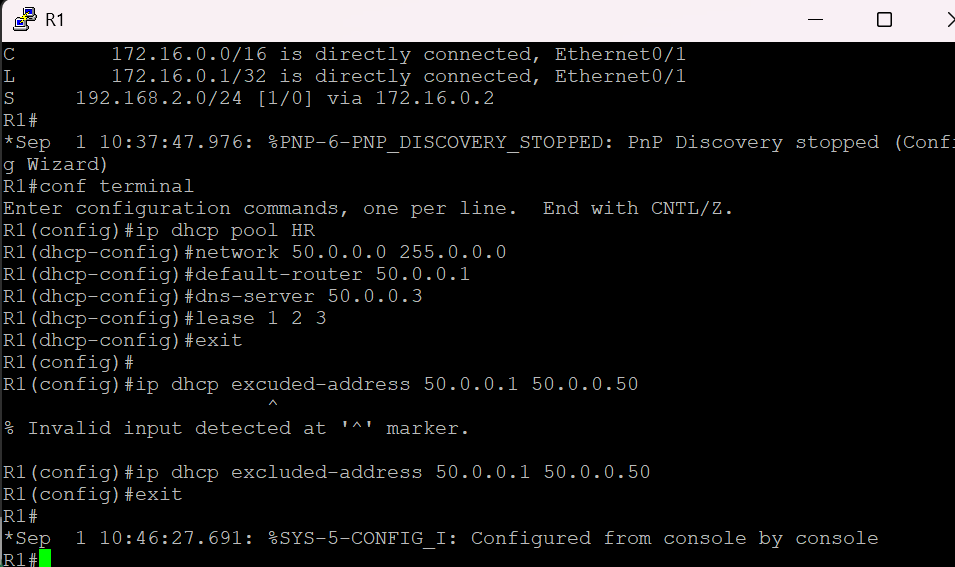 R1
C        172.16.0.0/16 is directly connected, Ethernet0/1
L        172.16.0.1/32 is directly connected, Ethernet0/1
S     192.168.2.0/24 [1/0] via 172.16.0.2
R1#
*Sep  1 10:37:47.976: %PNP-6-PNP_DISCOVERY_STOPPED: PnP Discovery stopped (Confi
g Wizard)
R1#conf terminal
Enter configuration commands, one per line.  End with CNTL/Z.
R1(config)#ip dhcp pool HR
R1(dhcp-config)#network 50.0.0.0 255.0.0.0
R1(dhcp-config)#default-router 50.0.0.1
R1(dhcp-config)#dns-server 50.0.0.3
R1(dhcp-config)#lease 1 2 3
R1(dhcp-config)#exit
R1(config)#
R1(config)#ip dhcp excuded-address 50.0.0.1 50.0.0.50
                      ^
% Invalid input detected at '^' marker.
R1(config)#ip dhcp excluded-address 50.0.0.1 50.0.0.50
R1(config)#exit
R1#
*Sep  1 10:46:27.691: %SYS-5-CONFIG_I: Configured from console by console
R1#